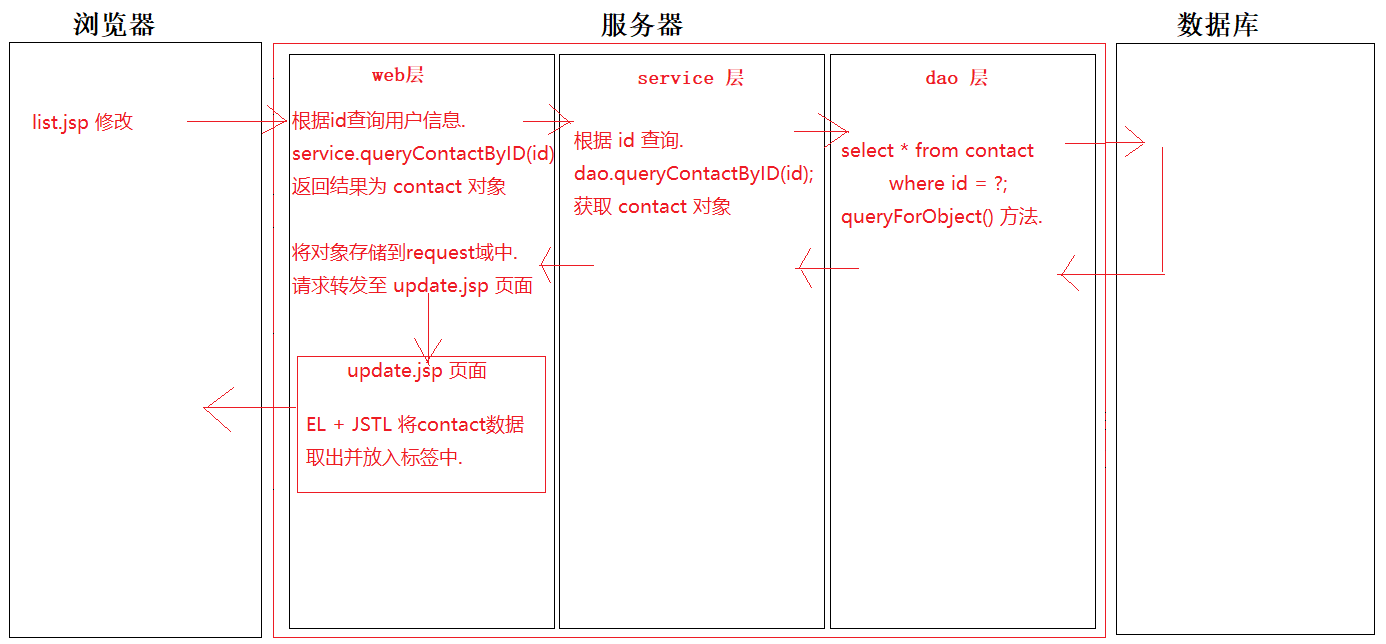 浏览器
服务器
数据库
list.jsp 修改
web层
根据id查询用户信息.
service.queryContactByID(id)
返回结果为 contact 对象
将对象存储到request域中.
请求转发至 update.jsp 页面
update.jsp 页面
EL + JSTL 将contact数据
取出并放入标签中.
service 层
根据 id 查询.
dao.queryContactByID(id);
获取 contact 对象
dao 层
select * from contact
where id = ?;
queryForObject() 方法.